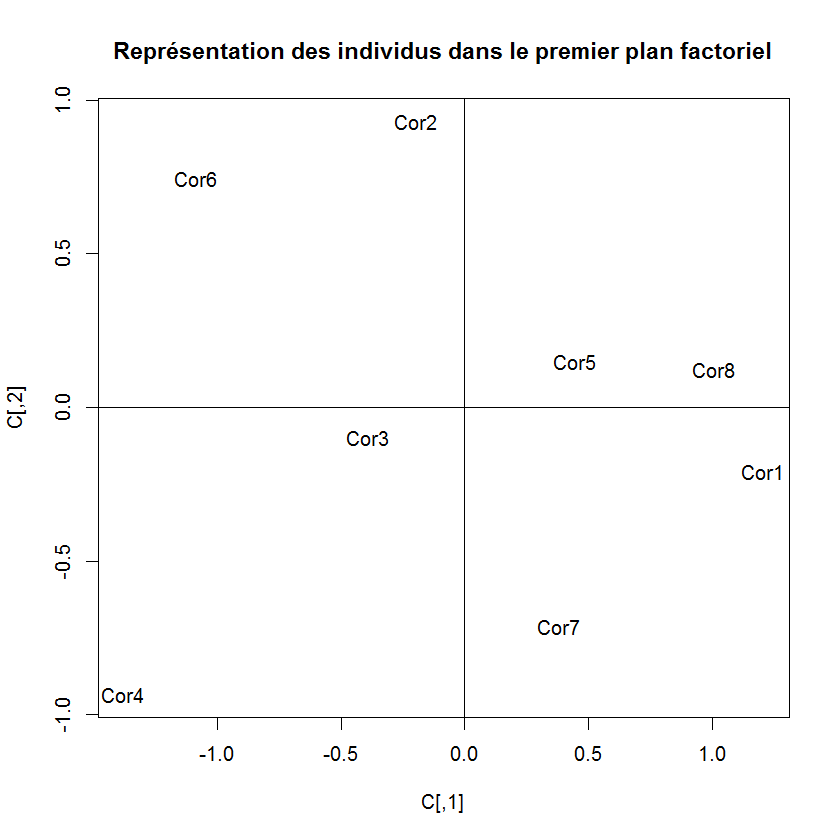 Représentation des individus dans le premier plan factoriel
1.0
Cor2
Cor6
0.5
Cor5
Cor8
0.0
C[,2]
Cor3
Cor1
-0.5
Cor7
Cor4
-1.0
-1.0 -0.5 0.0 0.5 1.0
C[,1]